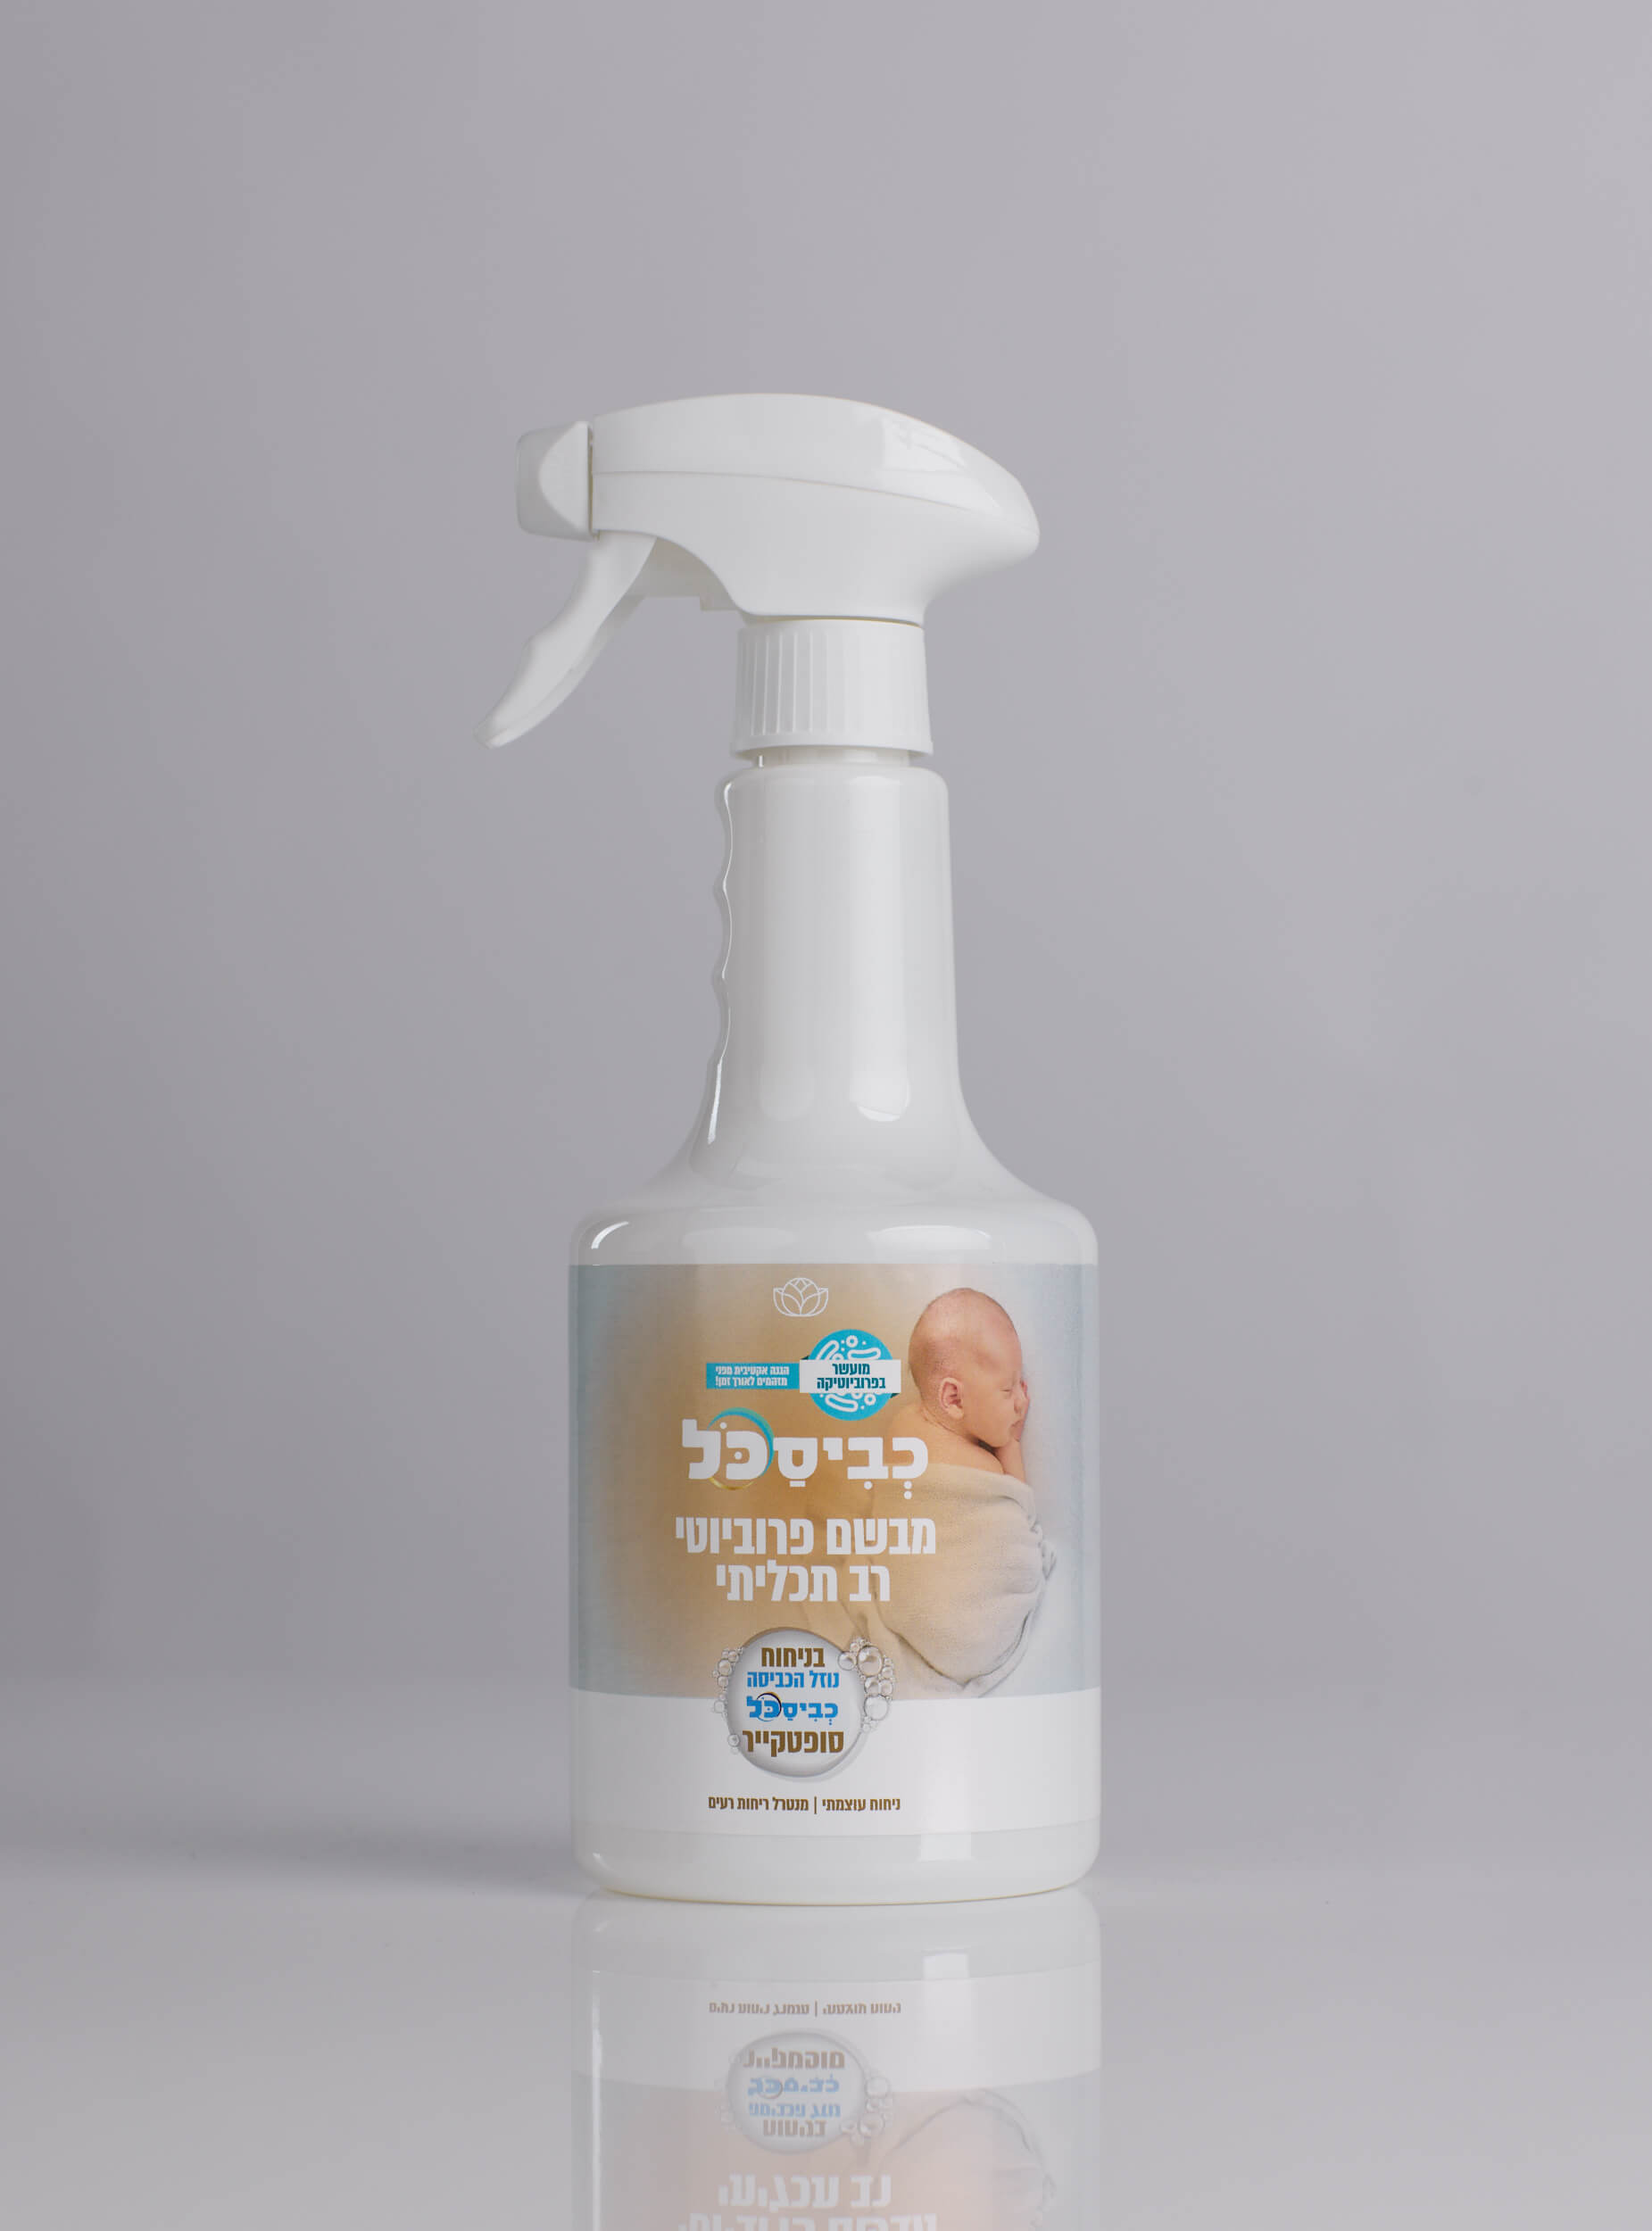 מועשר
בפרוביוטיקה
הגנה אקטיבית מפני
מזהמים לאורך זמן!
כְּבִיסַכֹּל
מבשם פרוביוטי
רב תכליתי
בניחוח
נוזל הכביסה
כְּבִיסַכֹּל
סופטקייר
ניחוח עוצמתי | מנטרל ריחות רעים